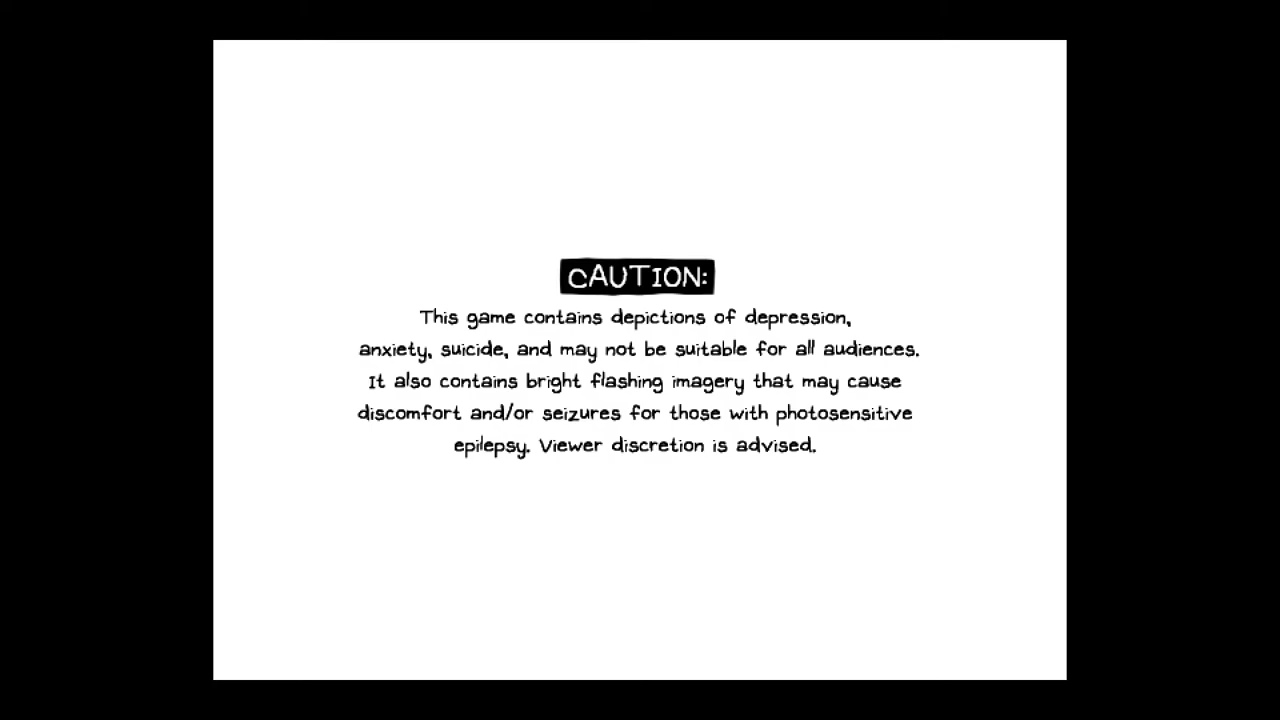 CAUTION:
This game contains depictions of depression,
anxiety, suicide, and may not be suitable for all audiences.
It also contains bright flashing imagery that may cause
discomfort and/or seizures for those with photosensitive
epilepsy. Viewer discretion is advised.